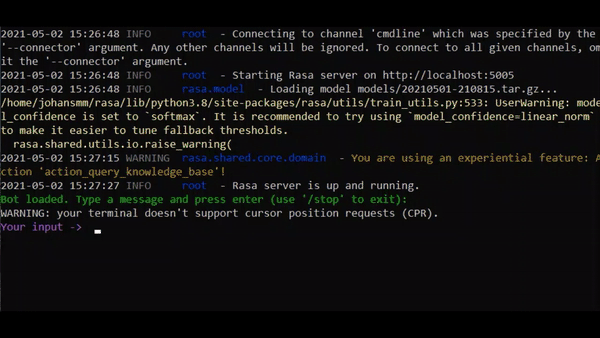 2021-05-02 15:26:48 INFO     root  - Connecting to channel 'cmdline' which was specified by the
'--connector' argument. Any other channels will be ignored. To connect to all given channels, om
it the '--connector' argument.
2021-05-02 15:26:48 INFO     root  - Starting Rasa server on http://localhost:5005
2021-05-02 15:26:48 INFO     rasa.model  - Loading model models/20210501-210815.tar.gz...
/home/johansmm/rasa/lib/python3.8/site-packages/rasa/utils/train_utils.py:533: UserWarning: mode
l_confidence is set to `softmax`. It is recommended to try using `model_confidence=linear_norm`
to make it easier to tune fallback thresholds.
  rasa.shared.utils.io.raise_warning(
2021-05-02 15:27:15 WARNING  rasa.shared.core.domain  - You are using an experiential feature: A
ction 'action_query_knowledge_base'!
2021-05-02 15:27:27 INFO     root  - Rasa server is up and running.
Bot loaded. Type a message and press enter (use '/stop' to exit):
WARNING: your terminal doesn't support cursor position requests (CPR).
Your input ->